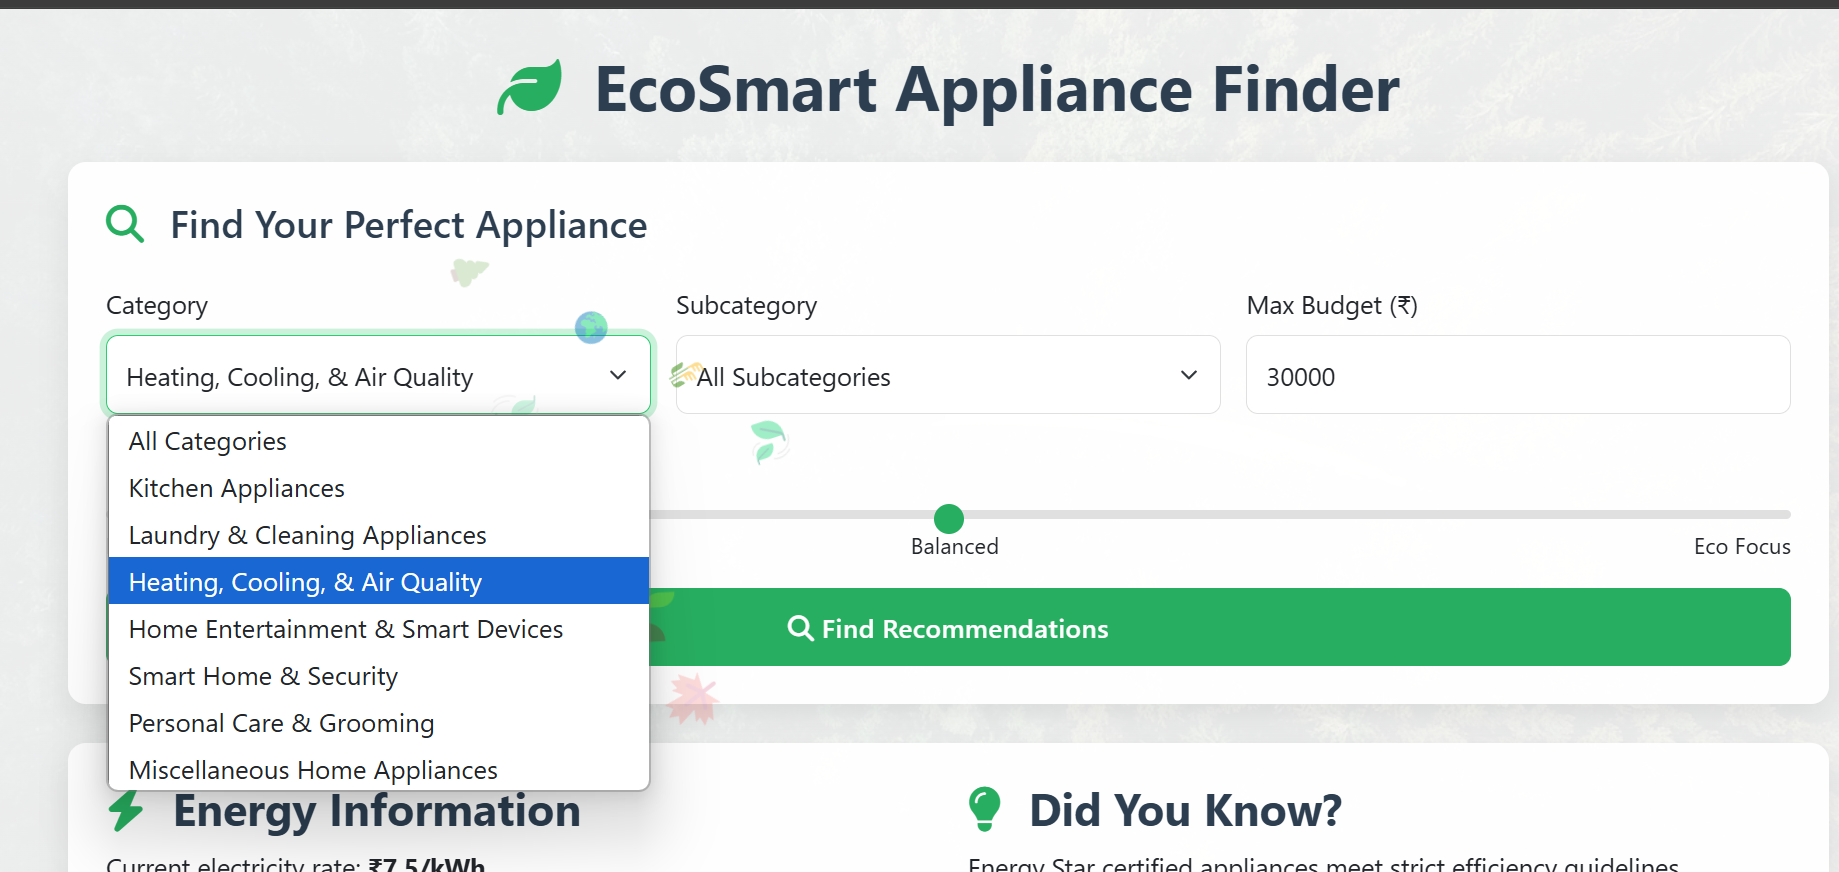 EcoSmart Appliance Finder
Find Your Perfect Appliance
Category
Subcategory
Max Budget (₹)
Heating, Cooling, & Air Quality
All Subcategories
30000
All Categories
Kitchen Appliances
Laundry & Cleaning Appliances
Heating, Cooling, & Air Quality
Home Entertainment & Smart Devices
Smart Home & Security
Personal Care & Grooming
Miscellaneous Home Appliances
Balanced
Eco Focus
Find Recommendations
Energy Information
Current electricity rate: ₹7.5/kWh
Did You Know?
Energy Star certified appliances meet strict efficiency guidelines